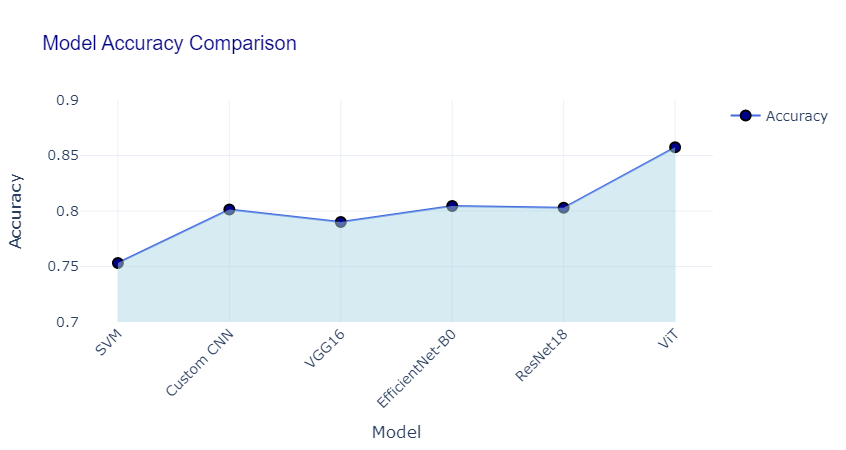 Model Accuracy Comparison
0.9
0.85
0.8
0.75
0.7
Accuracy
Accuracy
SVM
Custom CNN
VGG16
EfficientNet-B0
ResNet18
ViT
Model